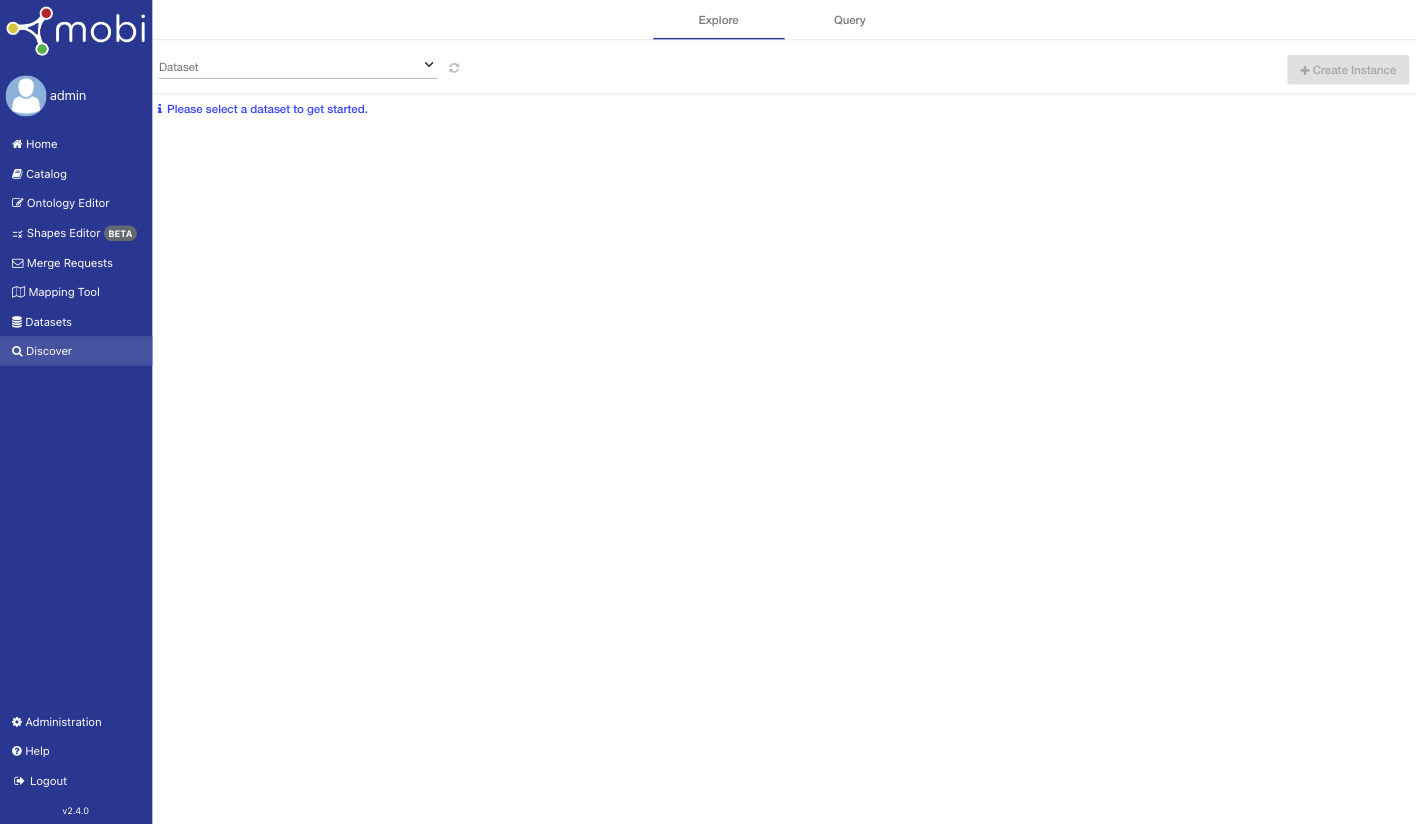 mobi
admin
Home
Catalog
Ontology Editor
Shapes Editor BETA
Merge Requests
Mapping Tool
Datasets
Discover
Administration
Help
Logout
v2.4.0
Explore Query
Dataset
Create Instance
Please select a dataset to get started.